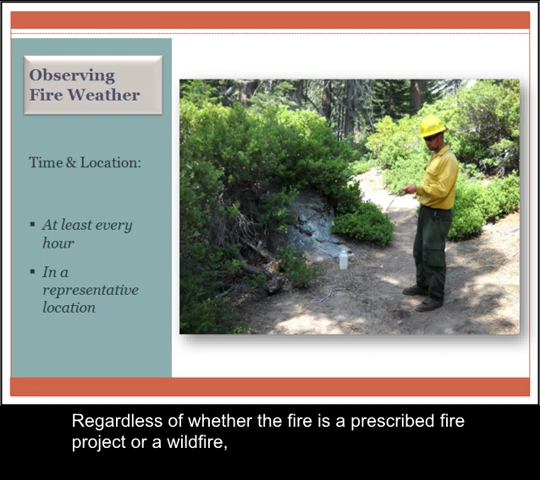 Observing
Fire Weather
Time & Location:
▪ At least every
hour
▪ In a
representative
location
Regardless of whether the fire is a prescribed fire
project or a wildfire,